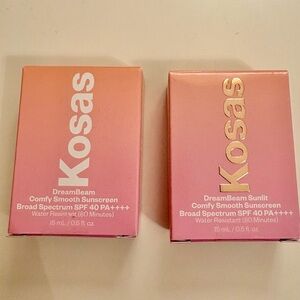 Kosas
DreamBeam
Comfy Smooth Sunscreen
Broad Spectrum SPF 40 PA++++
Water Resistant (80 Minutes)
15 mL / 0.5 fl oz
Kosas
DreamBeam Sunlit
Comfy Smooth Sunscreen
Broad Spectrum SPF 40 PA++++
Water Resistant (80 Minutes)
15 mL / 0.5 fl oz